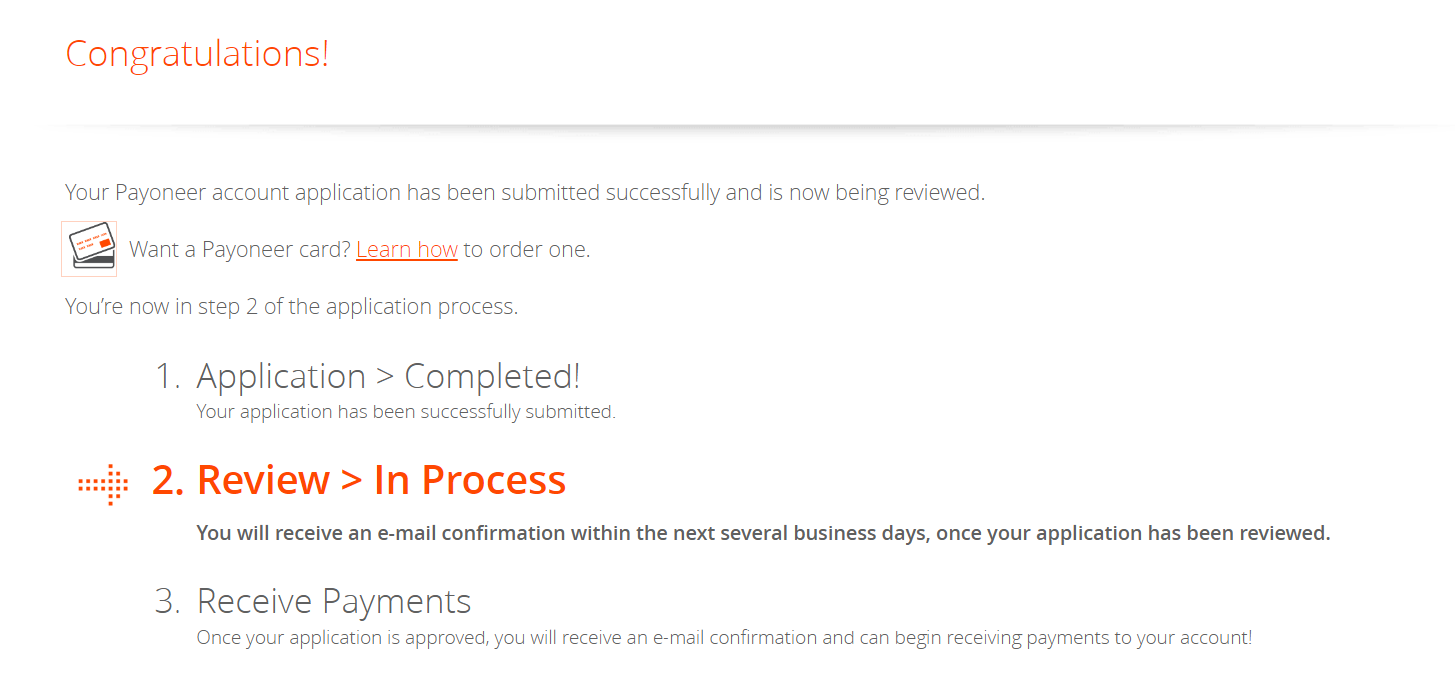 Congratulations!
Your Payoneer account application has been submitted successfully and is now being reviewed.
Want a Payoneer card? Learn how to order one.
You’re now in step 2 of the application process.
1. Application > Completed!
Your application has been successfully submitted.
2. Review > In Process
You will receive an e-mail confirmation within the next several business days, once your application has been reviewed.
3. Receive Payments
Once your application is approved, you will receive an e-mail confirmation and can begin receiving payments to your account!